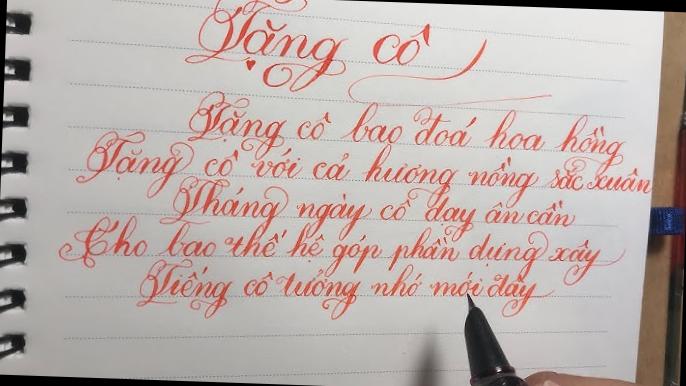 Tặng cô
Tặng cô bao đoá hoa hồng
Tặng cô với cả hương nồng sắc xuân
Tháng ngày cô dạy ân cần
Cho bao thế hệ góp phần dựng xây
Tiếng cô tưởng nhớ mới đây